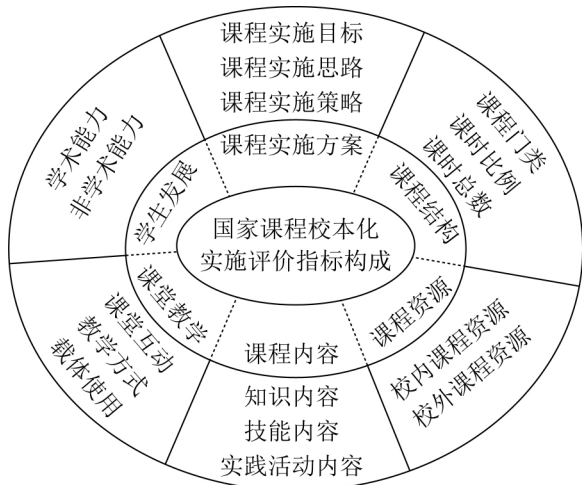 课程实施目标
课程实施思路
课程实施策略
课程实施方案
课程门类
课时比例
课时总数
课程结构
校内课程资源
校外课程资源
课程资源
课程内容
知识内容
技能内容
实践活动内容
课堂教学
课堂互动
教学方式
载体使用
学生发展
学术能力
非学术能力
国家课程校本化
实施评价指标构成